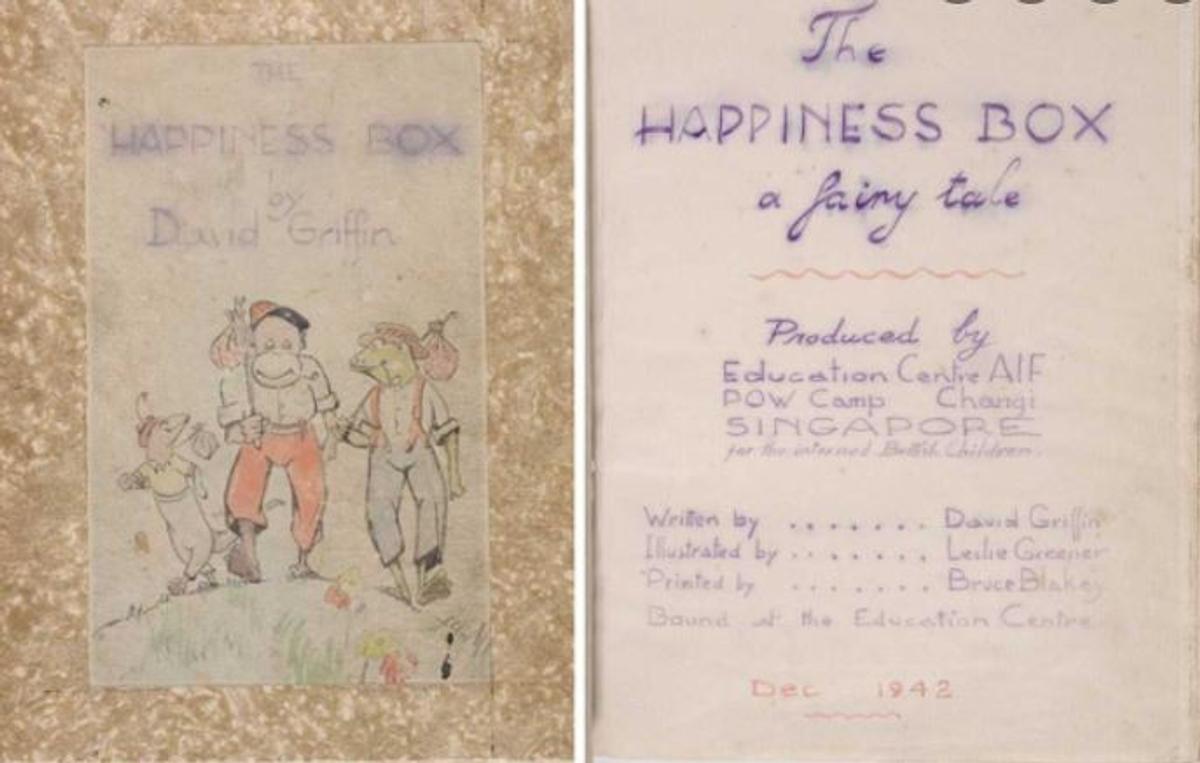 THE
HAPPINESS BOX
by
David Griffin
The
HAPPINESS BOX
a fairy tale
Produced by
Education Centre AIF
POW Camp Changi
SINGAPORE
for the interned British Children.
Written by ....... David Griffin
Illustrated by ....... Leslie Greener
Printed by ....... Bruce Blakey
Bound at the Education Centre
Dec 1942